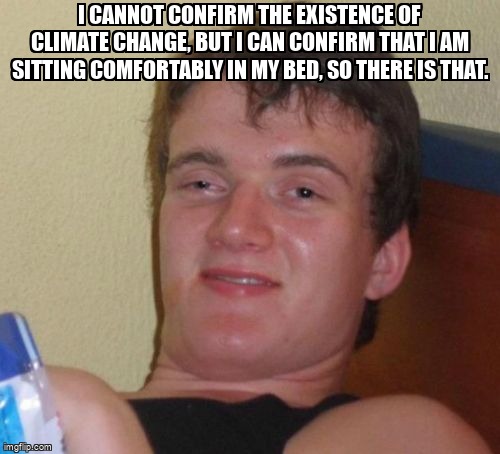 I CANNOT CONFIRM THE EXISTENCE OF
CLIMATE CHANGE, BUT I CAN CONFIRM THAT I AM
SITTING COMFORTABLY IN MY BED, SO THERE IS THAT.
imgflip.com